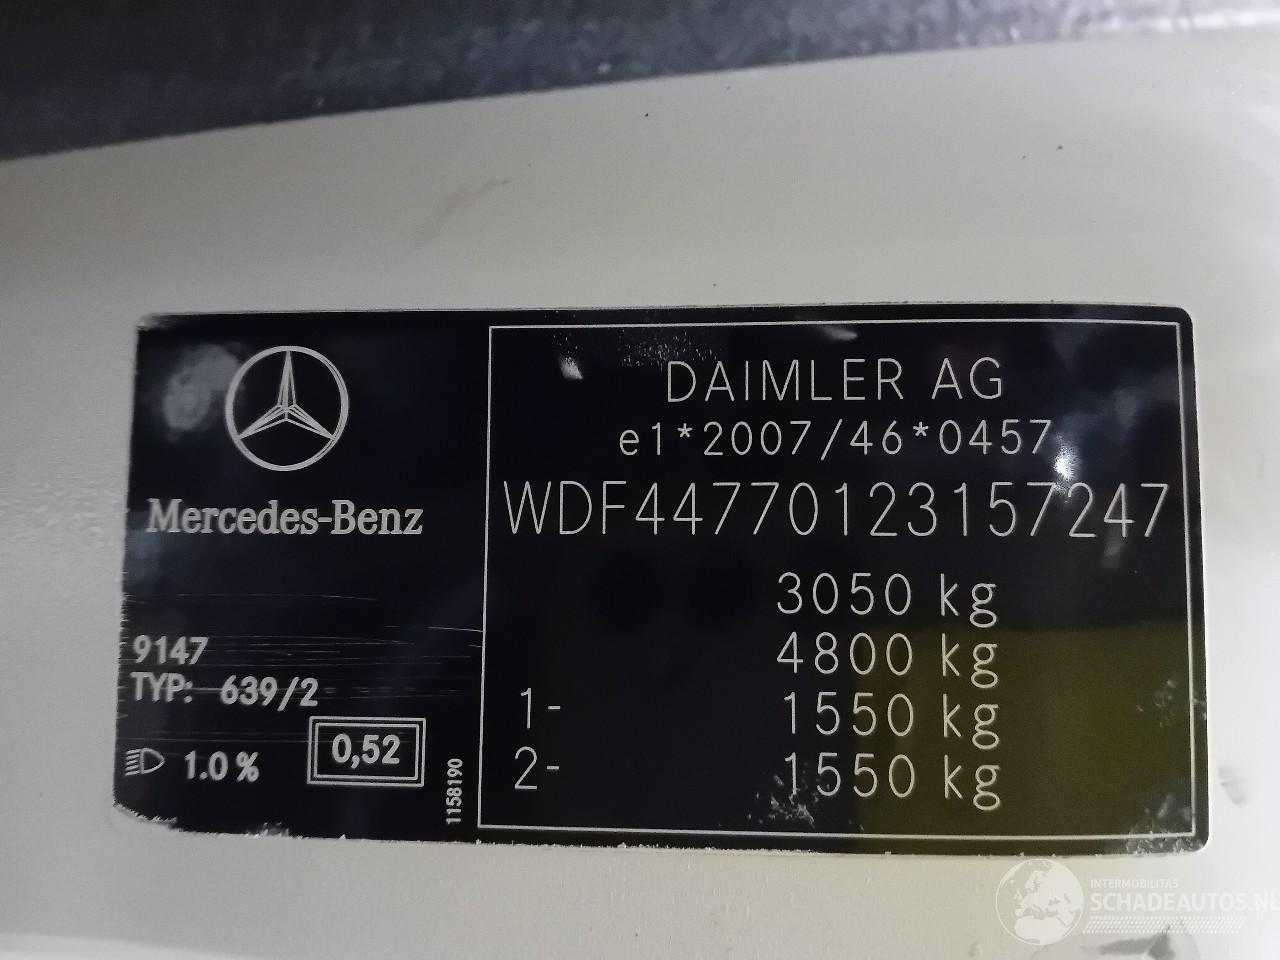 Mercedes-Benz
9147
TYP: 639/2
1.0 %
0,52
1158190
DAIMLER AG
e1*2007/46*0457
WDF44770123157247
3050 kg
4800 kg
1- 1550 kg
2- 1550 kg
INTERMOBILITAS
SCHADEAUTOS.NL